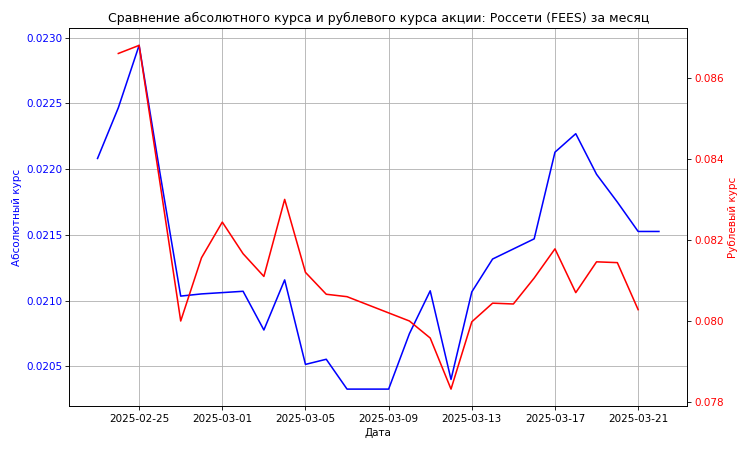 Сравнение абсолютного курса и рублевого курса акции: Россети (FEES) за месяц
0.0230
0.0225
0.0220
0.0215
0.0210
0.0205
Абсолютный курс
0.086
0.084
0.082
0.080
0.078
Рублевый курс
2025-02-25 2025-03-01 2025-03-05 2025-03-09 2025-03-13 2025-03-17 2025-03-21
Дата